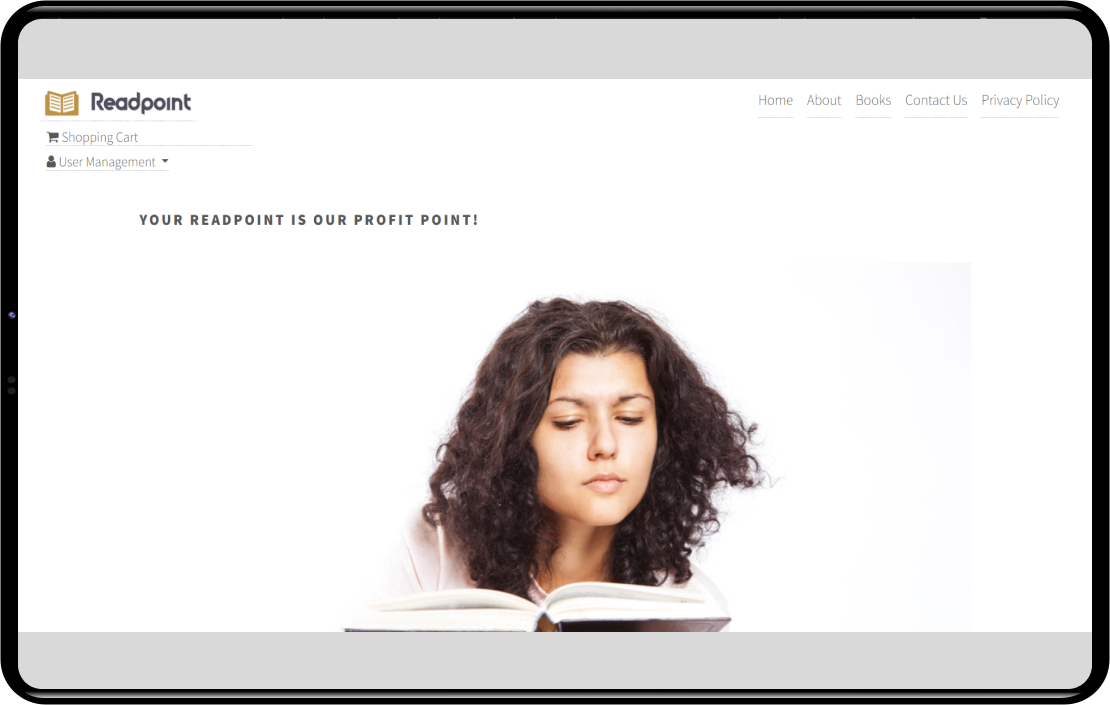 Readpoint
Home About Books Contact Us Privacy Policy
Shopping Cart
User Management
YOUR READPOINT IS OUR PROFIT POINT!